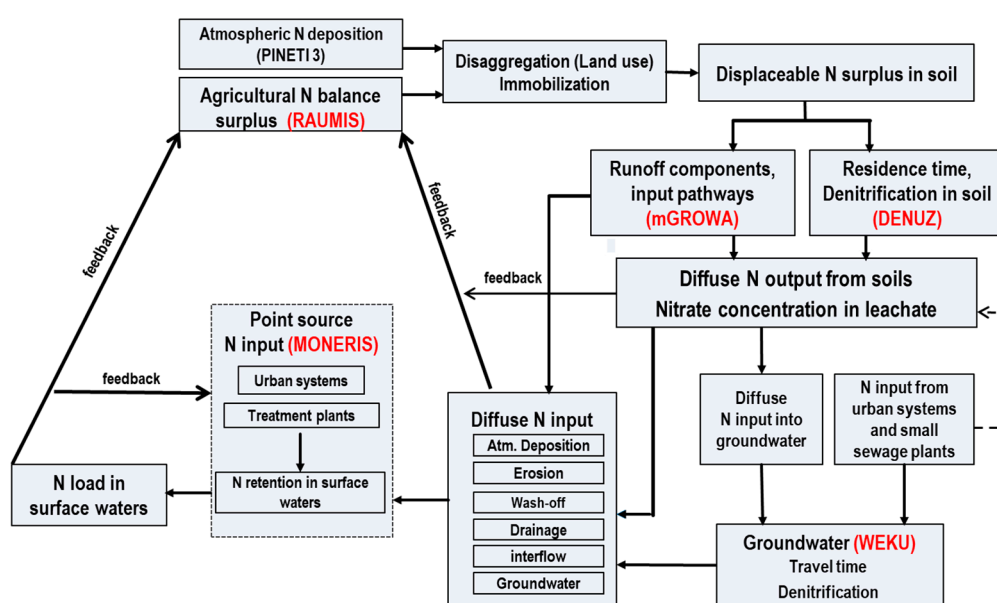 Atmospheric N deposition
(PINETI 3)
Agricultural N balance
surplus (RAUMIS)
Disaggregation (Land use)
Immobilization
Displaceable N surplus in soil
Runoff components,
input pathways
(mGROWA)
Residence time,
Denitrification in soil
(DENUZ)
feedback
feedback
feedback
Diffuse N output from soils
Nitrate concentration in leachate
Point source
N input (MONERIS)
Urban systems
Treatment plants
N retention in surface
waters
feedback
N load in
surface waters
Diffuse N input
Atm. Deposition
Erosion
Wash-off
Drainage
interflow
Groundwater
Diffuse
N input into
groundwater
N input from
urban systems
and small
sewage plants
Groundwater (WEKU)
Travel time
Denitrification